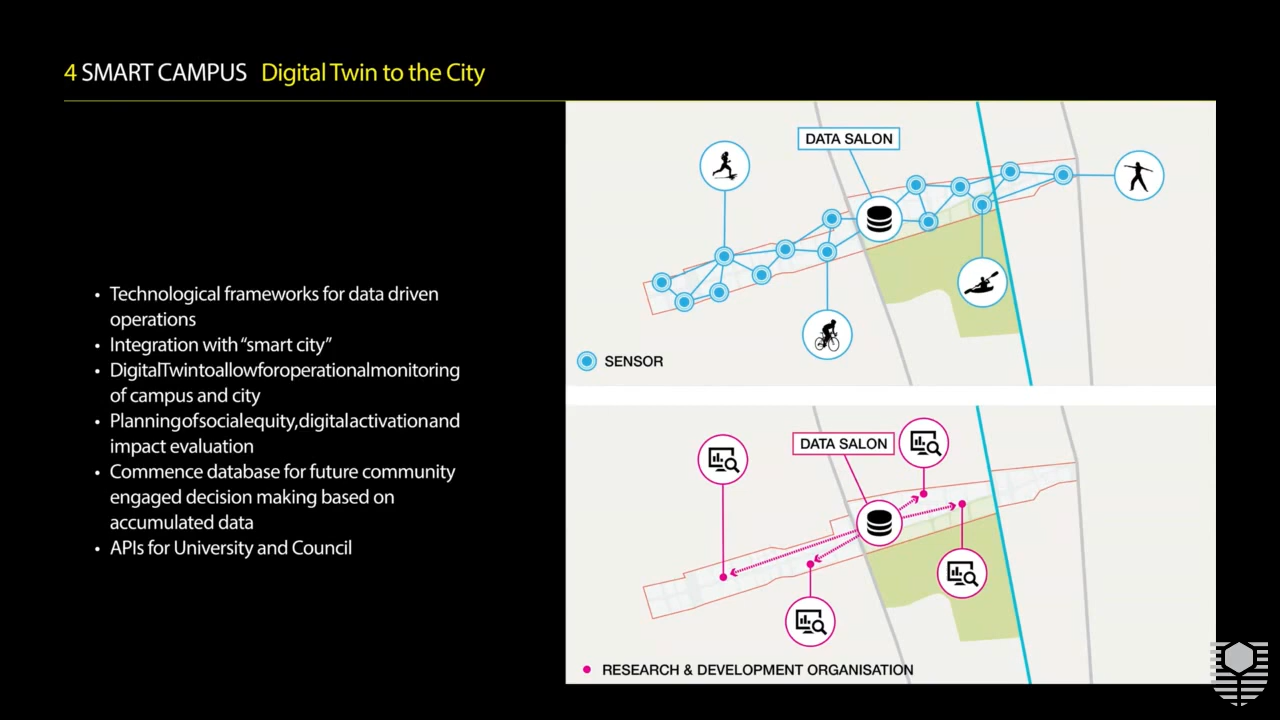 4 SMART CAMPUS Digital Twin to the City
• Technological frameworks for data driven
operations
• Integration with “smart city”
• DigitalTwintoallowforoperationalmonitoring
of campus and city
• Planningofsocialequity,digitalactivationand
impact evaluation
• Commence database for future community
engaged decision making based on
accumulated data
• APIs for University and Council
DATA SALON
SENSOR
DATA SALON
RESEARCH & DEVELOPMENT ORGANISATION